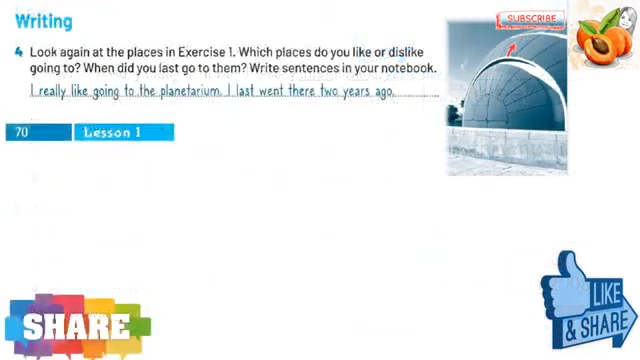 Writing
SUBSCRIBE
4 Look again at the places in Exercise 1. Which places do you like or dislike
going to? When did you last go to them? Write sentences in your notebook.
I really like going to the planetarium. I last went there two years ago.
70 Lesson 1
SHARE
LIKE
& SHARE